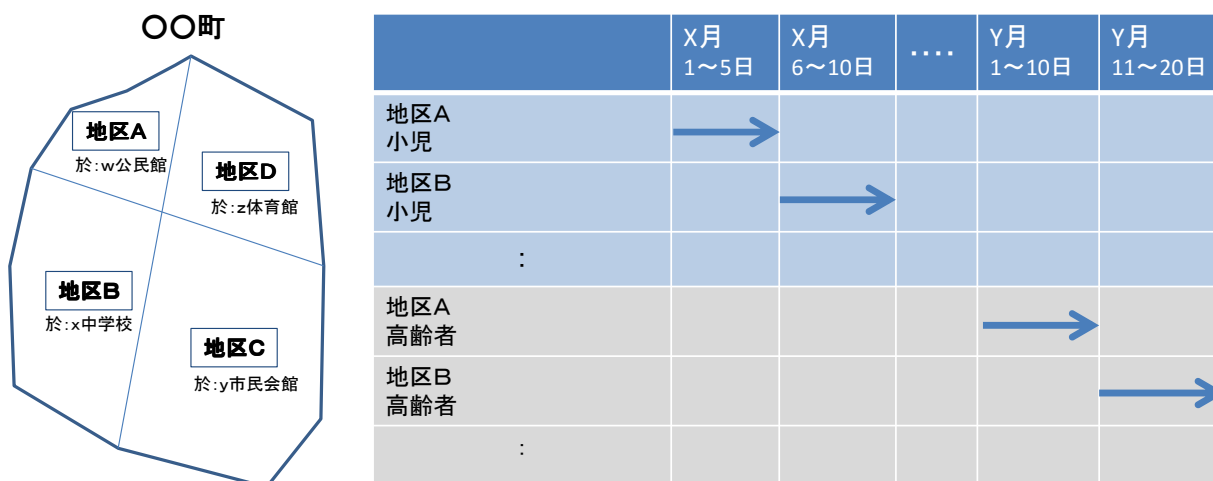 〇〇町
地区A
於:w公民館
地区D
於:z体育館
地区B
於:x中学校
地区C
於:y市民会館
X月
1～5日
X月
6～10日
‥‥
Y月
1～10日
Y月
11～20日
地区A
小児
地区B
小児
:
地区A
高齢者
地区B
高齢者
: